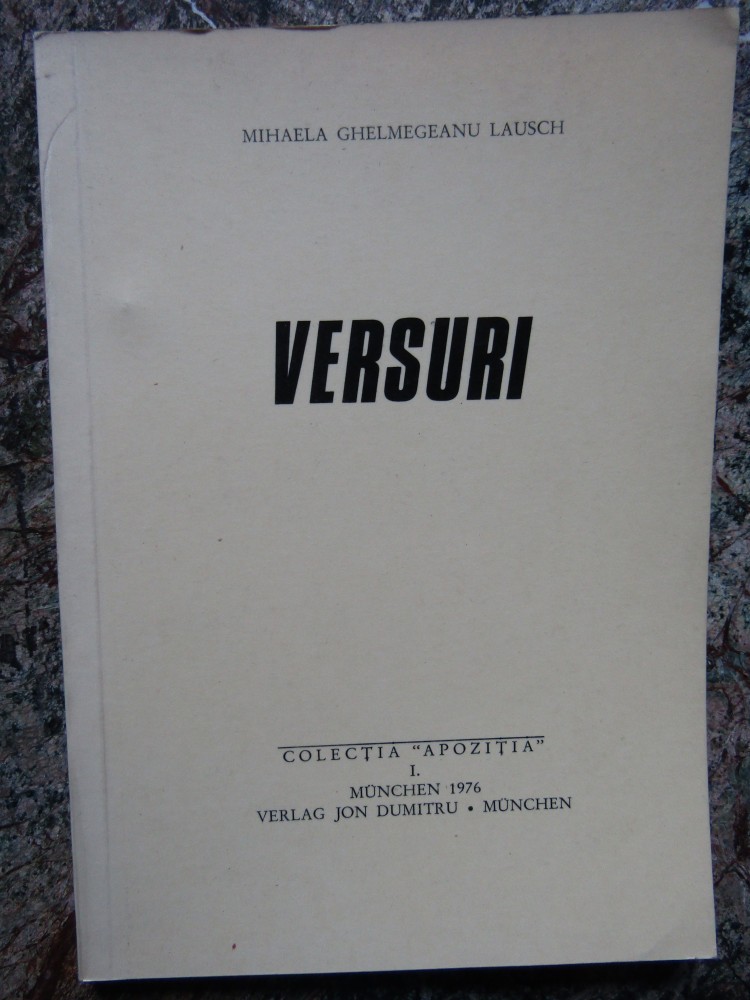 MIHAELA GHELMEGEANU LAUSCH
VERSURI
COLECȚIA "APOZIȚIA"
I.
MÜNCHEN 1976
VERLAG JON DUMITRU • MÜNCHEN